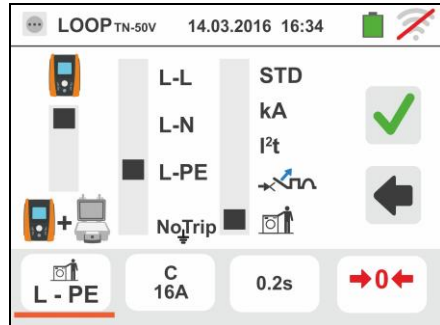 LOOP TN-50V 14.03.2016 16:34
L-L STD
L-N kA
I²t
L-PE
+ NoTrip
L - PE C 16A 0.2s →0←